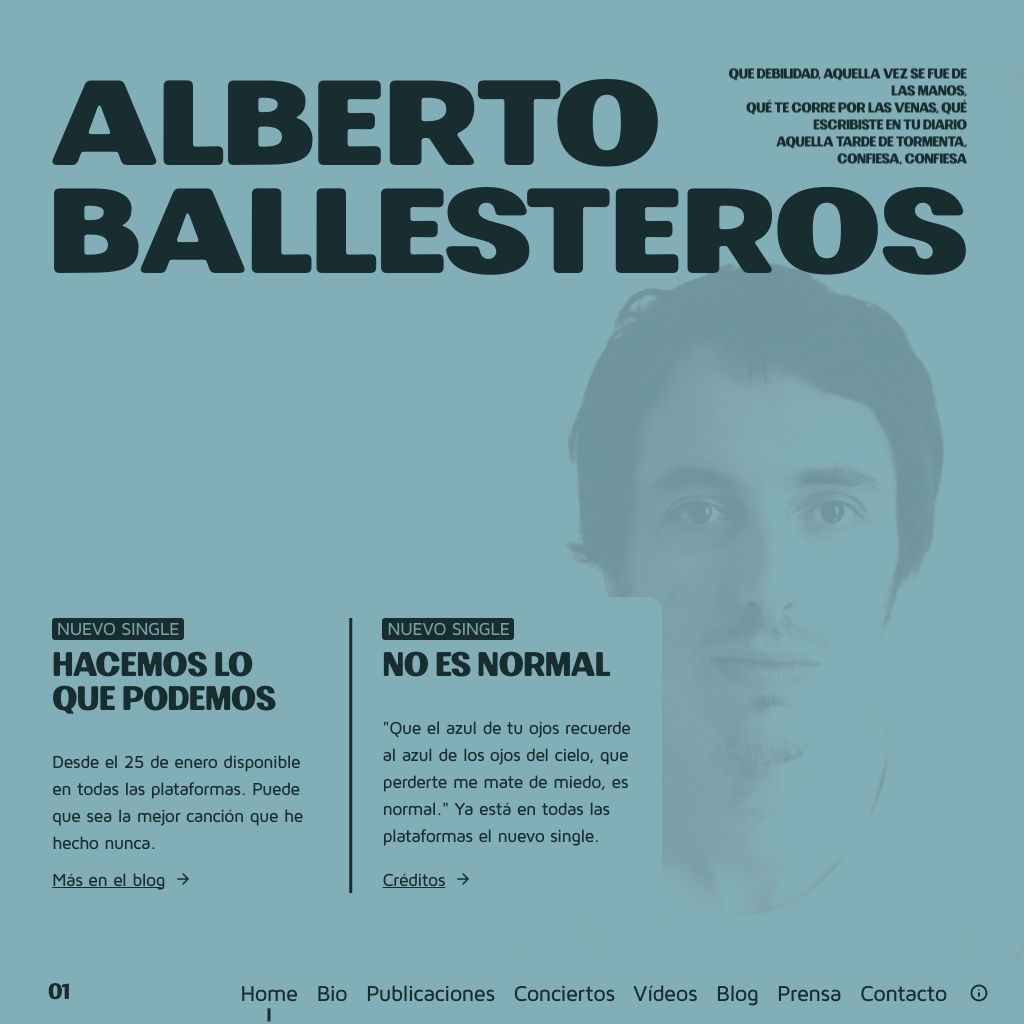 ALBERTO
BALLESTEROS
QUE DEBILIDAD, AQUELLA VEZ SE FUE DE
LAS MANOS,
QUÉ TE CORRE POR LAS VENAS, QUÉ
ESCRIBISTE EN TU DIARIO
AQUELLA TARDE DE TORMENTA,
CONFIESA, CONFIESA
NUEVO SINGLE
HACEMOS LO
QUE PODEMOS
Desde el 25 de enero disponible
en todas las plataformas. Puede
que sea la mejor canción que he
hecho nunca.
Más en el blog →
NUEVO SINGLE
NO ES NORMAL
"Que el azul de tu ojos recuerde
al azul de los ojos del cielo, que
perderte me mate de miedo, es
normal." Ya está en todas las
plataformas el nuevo single.
Créditos →
01
Home Bio Publicaciones Conciertos Vídeos Blog Prensa Contacto